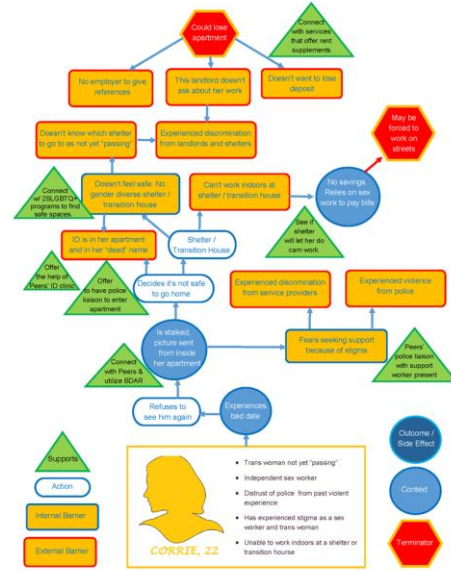 Could lose
apartment
Connect
with services
that offer rent
supplements
No employer to give
references
This landlord doesn't
ask about her work
Doesn't want to lose
deposit
May be
forced to
work on
streets
Doesn't know which shelter
to go to as not yet "passing"
Experienced discrimination
from landlords and shelters
Connect
w/ 2SLGBTQ+
programs to find
safe spaces.
Doesn't feel safe. No
gender diverse shelter /
transition house
Can't work indoors at
shelter / transition house
No savings.
Relies on sex
work to pay bills
See if
shelter
will let her do
cam work.
ID is in her apartment
and in her "dead" name
Shelter /
Transition House
Offer
the help of
Peers' ID clinic
Offer
to have police
liaison to enter
apartment
Decides it's not safe
to go home
Experienced discrimination
from service providers
Experienced violence
from police
Is stalked,
picture sent
from inside
her apartment
Fears seeking support
because of stigma
Connect
with Peers &
utilize BDAR
Peers'
police liaison
with support
worker present
Refuses to
see him again
Experiences
bad date
Supports
Action
Internal Barrier
External Barrier
• Trans woman not yet "passing"
• Independent sex worker
• Distrust of police from past violent
experience
• Has experienced stigma as a sex
worker and trans woman
• Unable to work indoors at a shelter or
transition hourse
CORRIE, 22
Outcome /
Side Effect
Context
Terminator